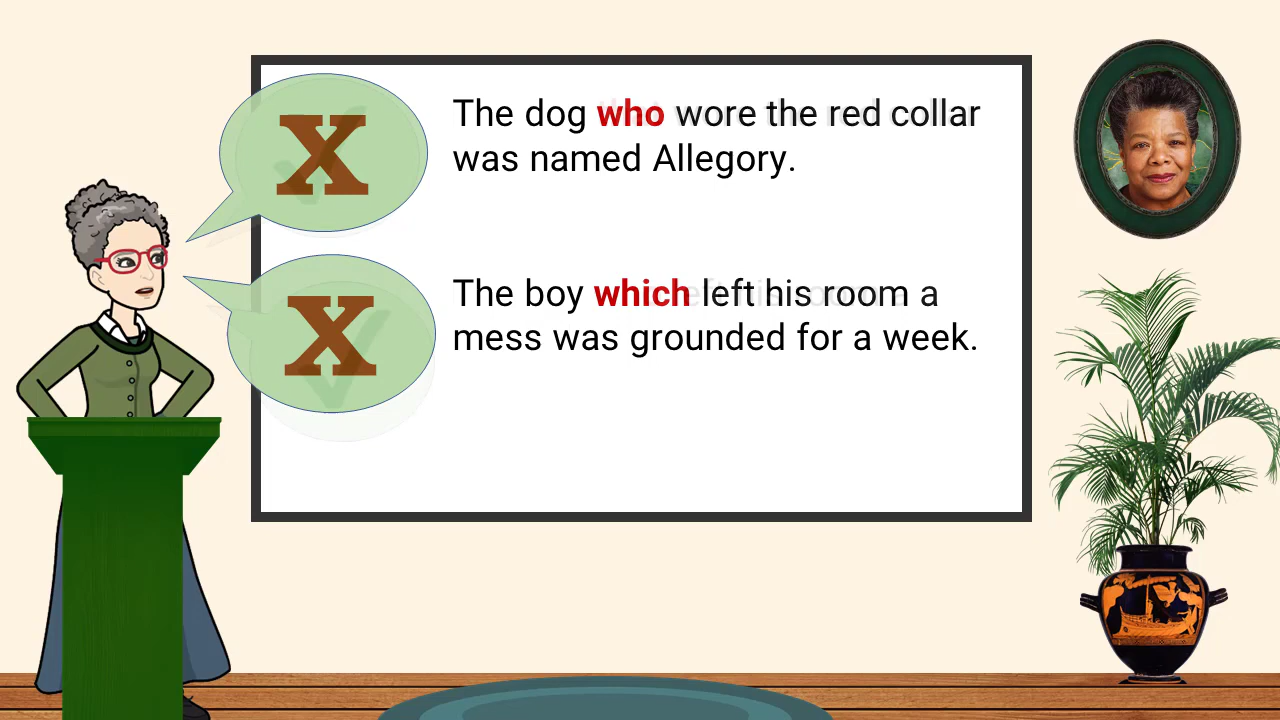 X
The dog who wore the red collar
was named Allegory.
X
The boy which left his room a
mess was grounded for a week.